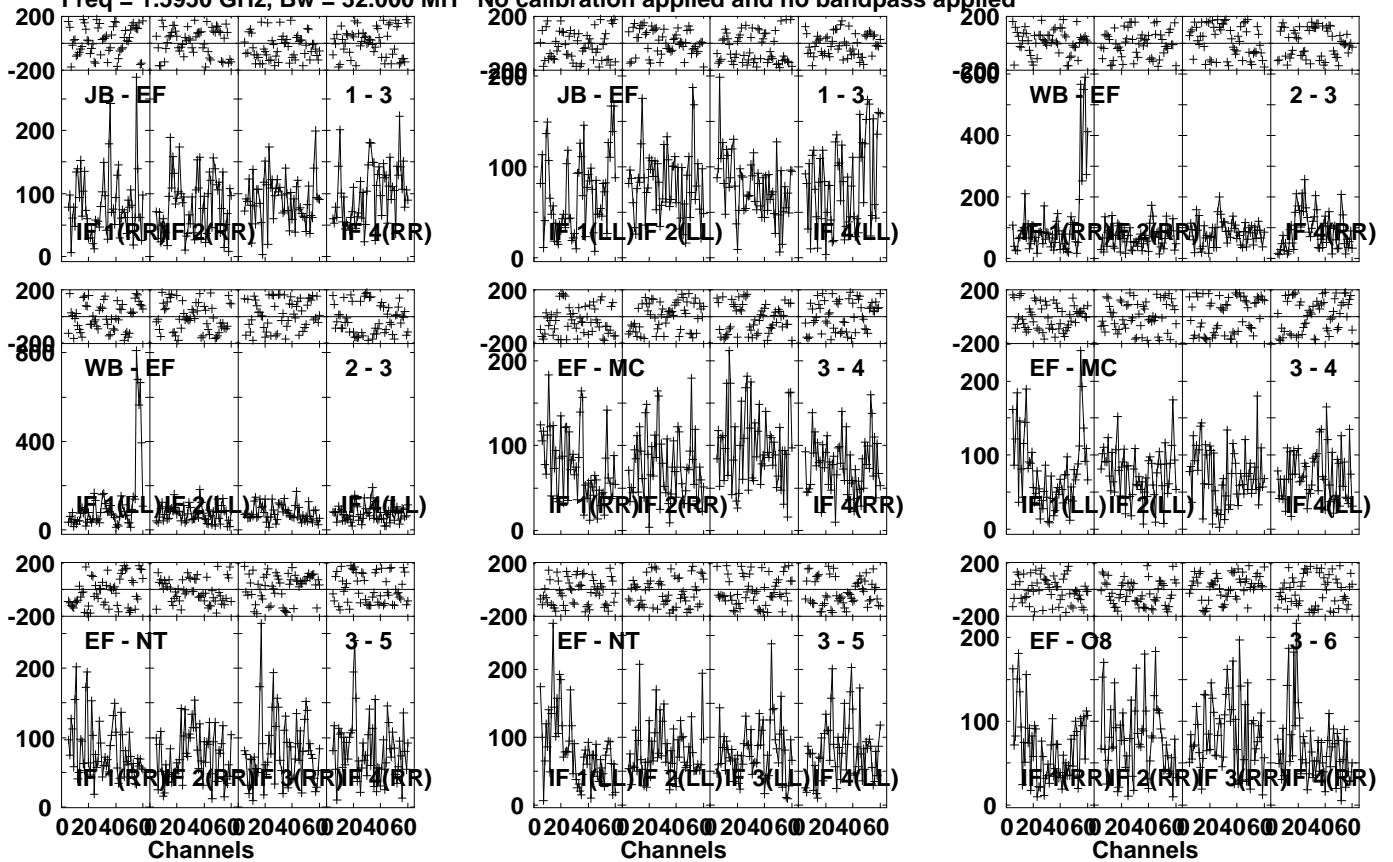 Freq = 1.5950 GHz, Bw = 32.000 MH No calibration applied and no bandpass applied
200
-200
JB - EF 1 - 3
200
100
0
IF 1(RR) IF 2(RR) IF 4(RR)
200
-200
200
JB - EF 1 - 3
100
0
IF 1(LL) IF 2(LL) IF 4(LL)
200
-200
600
WB - EF 2 - 3
400
200
0
IF 1(RR) IF 2(RR) IF 4(RR)
200
-200
800
WB - EF 2 - 3
400
0
IF 1(LL) IF 2(LL) IF 4(LL)
200
-200
200
EF - MC 3 - 4
100
0
IF 1(RR) IF 2(RR) IF 4(RR)
200
-200
EF - MC 3 - 4
200
100
0
IF 1(LL) IF 2(LL) IF 4(LL)
200
-200
EF - NT 3 - 5
200
100
0
IF 1(RR) IF 2(RR) IF 3(RR) IF 4(RR)
0 20 40 60 0 20 40 60 0 20 40 60 0 20 40 60
Channels
200
-200
EF - NT 3 - 5
200
100
0
IF 1(LL) IF 2(LL) IF 3(LL) IF 4(LL)
0 20 40 60 0 20 40 60 0 20 40 60 0 20 40 60
Channels
200
-200
EF - O8 3 - 6
200
100
0
IF 1(RR) IF 2(RR) IF 3(RR) IF 4(RR)
0 20 40 60 0 20 40 60 0 20 40 60 0 20 40 60
Channels